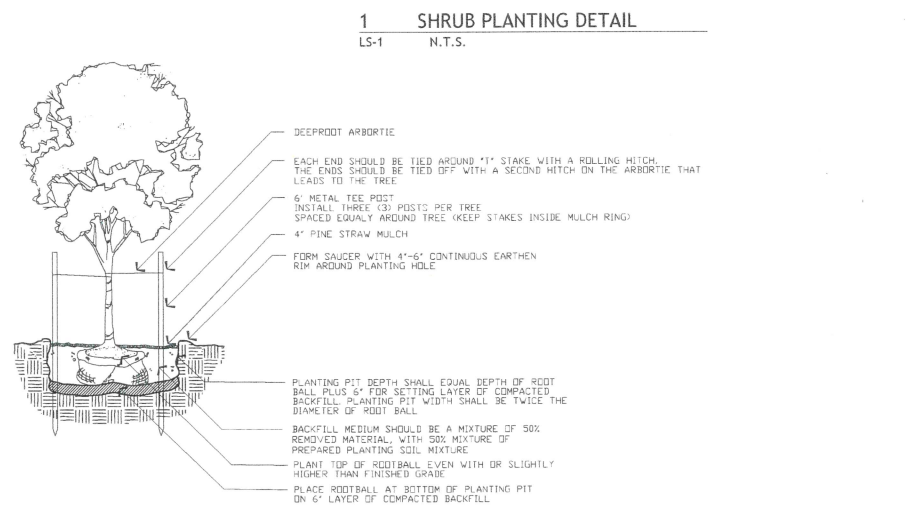 1 SHRUB PLANTING DETAIL
LS-1 N.T.S.
DEEPROOT ARBORTIE
EACH END SHOULD BE TIED AROUND "T" STAKE WITH A ROLLING HITCH.
THE ENDS SHOULD BE TIED OFF WITH A SECOND HITCH ON THE ARBORTIE THAT
LEADS TO THE TREE
6' METAL TEE POST
INSTALL THREE (3) POSTS PER TREE
SPACED EQUALY AROUND TREE (KEEP STAKES INSIDE MULCH RING)
4" PINE STRAW MULCH
FORM SAUCER WITH 4"-6" CONTINUOUS EARTHEN
RIM AROUND PLANTING HOLE
PLANTING PIT DEPTH SHALL EQUAL DEPTH OF ROOT
BALL PLUS 6" FOR SETTING LAYER OF COMPACTED
BACKFILL PLANTING PIT WIDTH SHALL BE TWICE THE
DIAMETER OF ROOT BALL
BACKFILL MEDIUM SHOULD BE A MIXTURE OF 50%
REMOVED MATERIAL, WITH 50% MIXTURE OF
PREPARED PLANTING SOIL MIXTURE
PLANT TOP OF ROOTBALL EVEN WITH OR SLIGHTLY
HIGHER THAN FINISHED GRADE
PLACE ROOTBALL AT BOTTOM OF PLANTING PIT
ON 6" LAYER OF COMPACTED BACKFILL